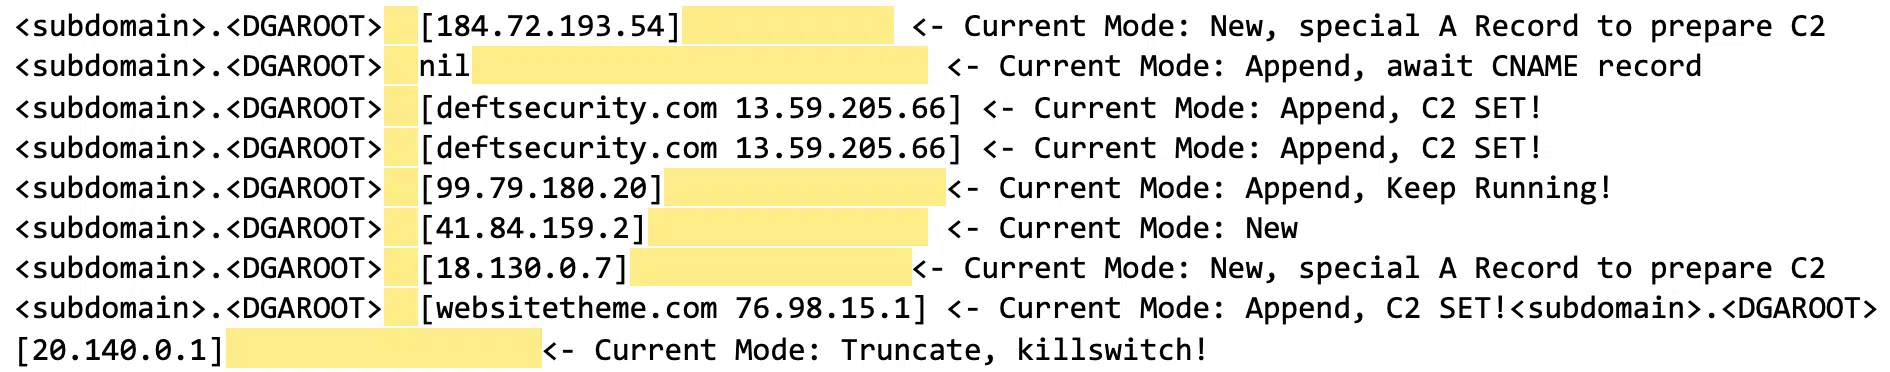 <subdomain>.<DGAROOT> [184.72.193.54] <- Current Mode: New, special A Record to prepare C2
<subdomain>.<DGAROOT> nil <- Current Mode: Append, await CNAME record
<subdomain>.<DGAROOT> [deftsecurity.com 13.59.205.66] <- Current Mode: Append, C2 SET!
<subdomain>.<DGAROOT> [deftsecurity.com 13.59.205.66] <- Current Mode: Append, C2 SET!
<subdomain>.<DGAROOT> [99.79.180.20] <- Current Mode: Append, Keep Running!
<subdomain>.<DGAROOT> [41.84.159.2] <- Current Mode: New
<subdomain>.<DGAROOT> [18.130.0.7] <- Current Mode: New, special A Record to prepare C2
<subdomain>.<DGAROOT> [websitetheme.com 76.98.15.1] <- Current Mode: Append, C2 SET!<subdomain>.<DGAROOT>
[20.140.0.1] <- Current Mode: Truncate, killswitch!